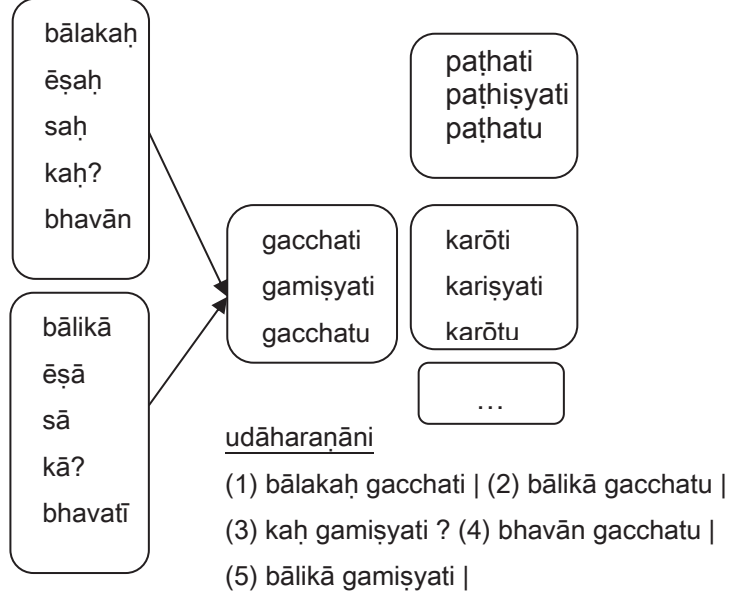 bālakaḥ
ēṣaḥ
saḥ
kaḥ?
bhavān
bālikā
ēṣā
sā
kā?
bhavatī
gacchati
gamiṣyati
gacchatu
paṭhati
paṭhiṣyati
paṭhatu
karōti
kariṣyati
karōtu
…
udāharaṇāni
(1) bālakaḥ gacchati | (2) bālikā gacchatu |
(3) kaḥ gamiṣyati ? (4) bhavān gacchatu |
(5) bālikā gamiṣyati |